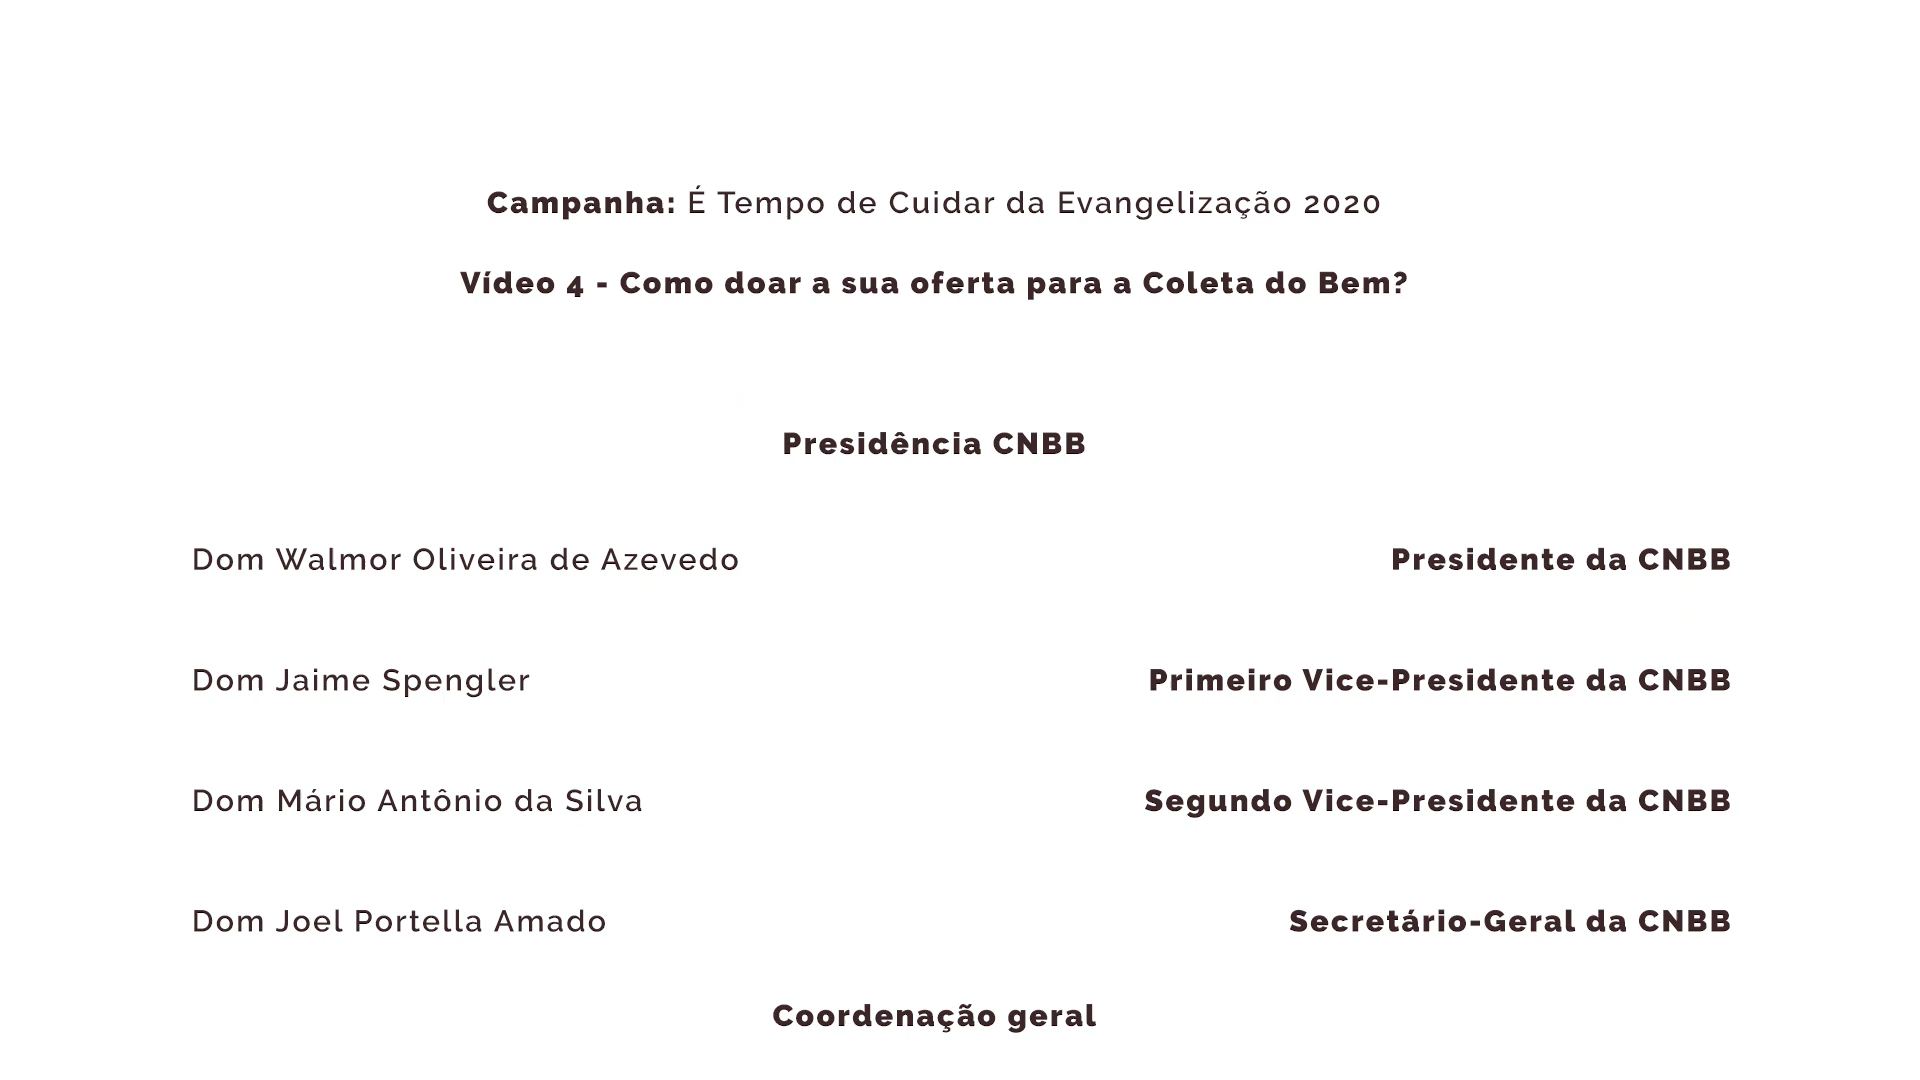 Campanha: É Tempo de Cuidar da Evangelização 2020
Vídeo 4 - Como doar a sua oferta para a Coleta do Bem?
Presidência CNBB
Dom Walmor Oliveira de Azevedo Presidente da CNBB
Dom Jaime Spengler Primeiro Vice-Presidente da CNBB
Dom Mário Antônio da Silva Segundo Vice-Presidente da CNBB
Dom Joel Portella Amado Secretário-Geral da CNBB
Coordenação geral